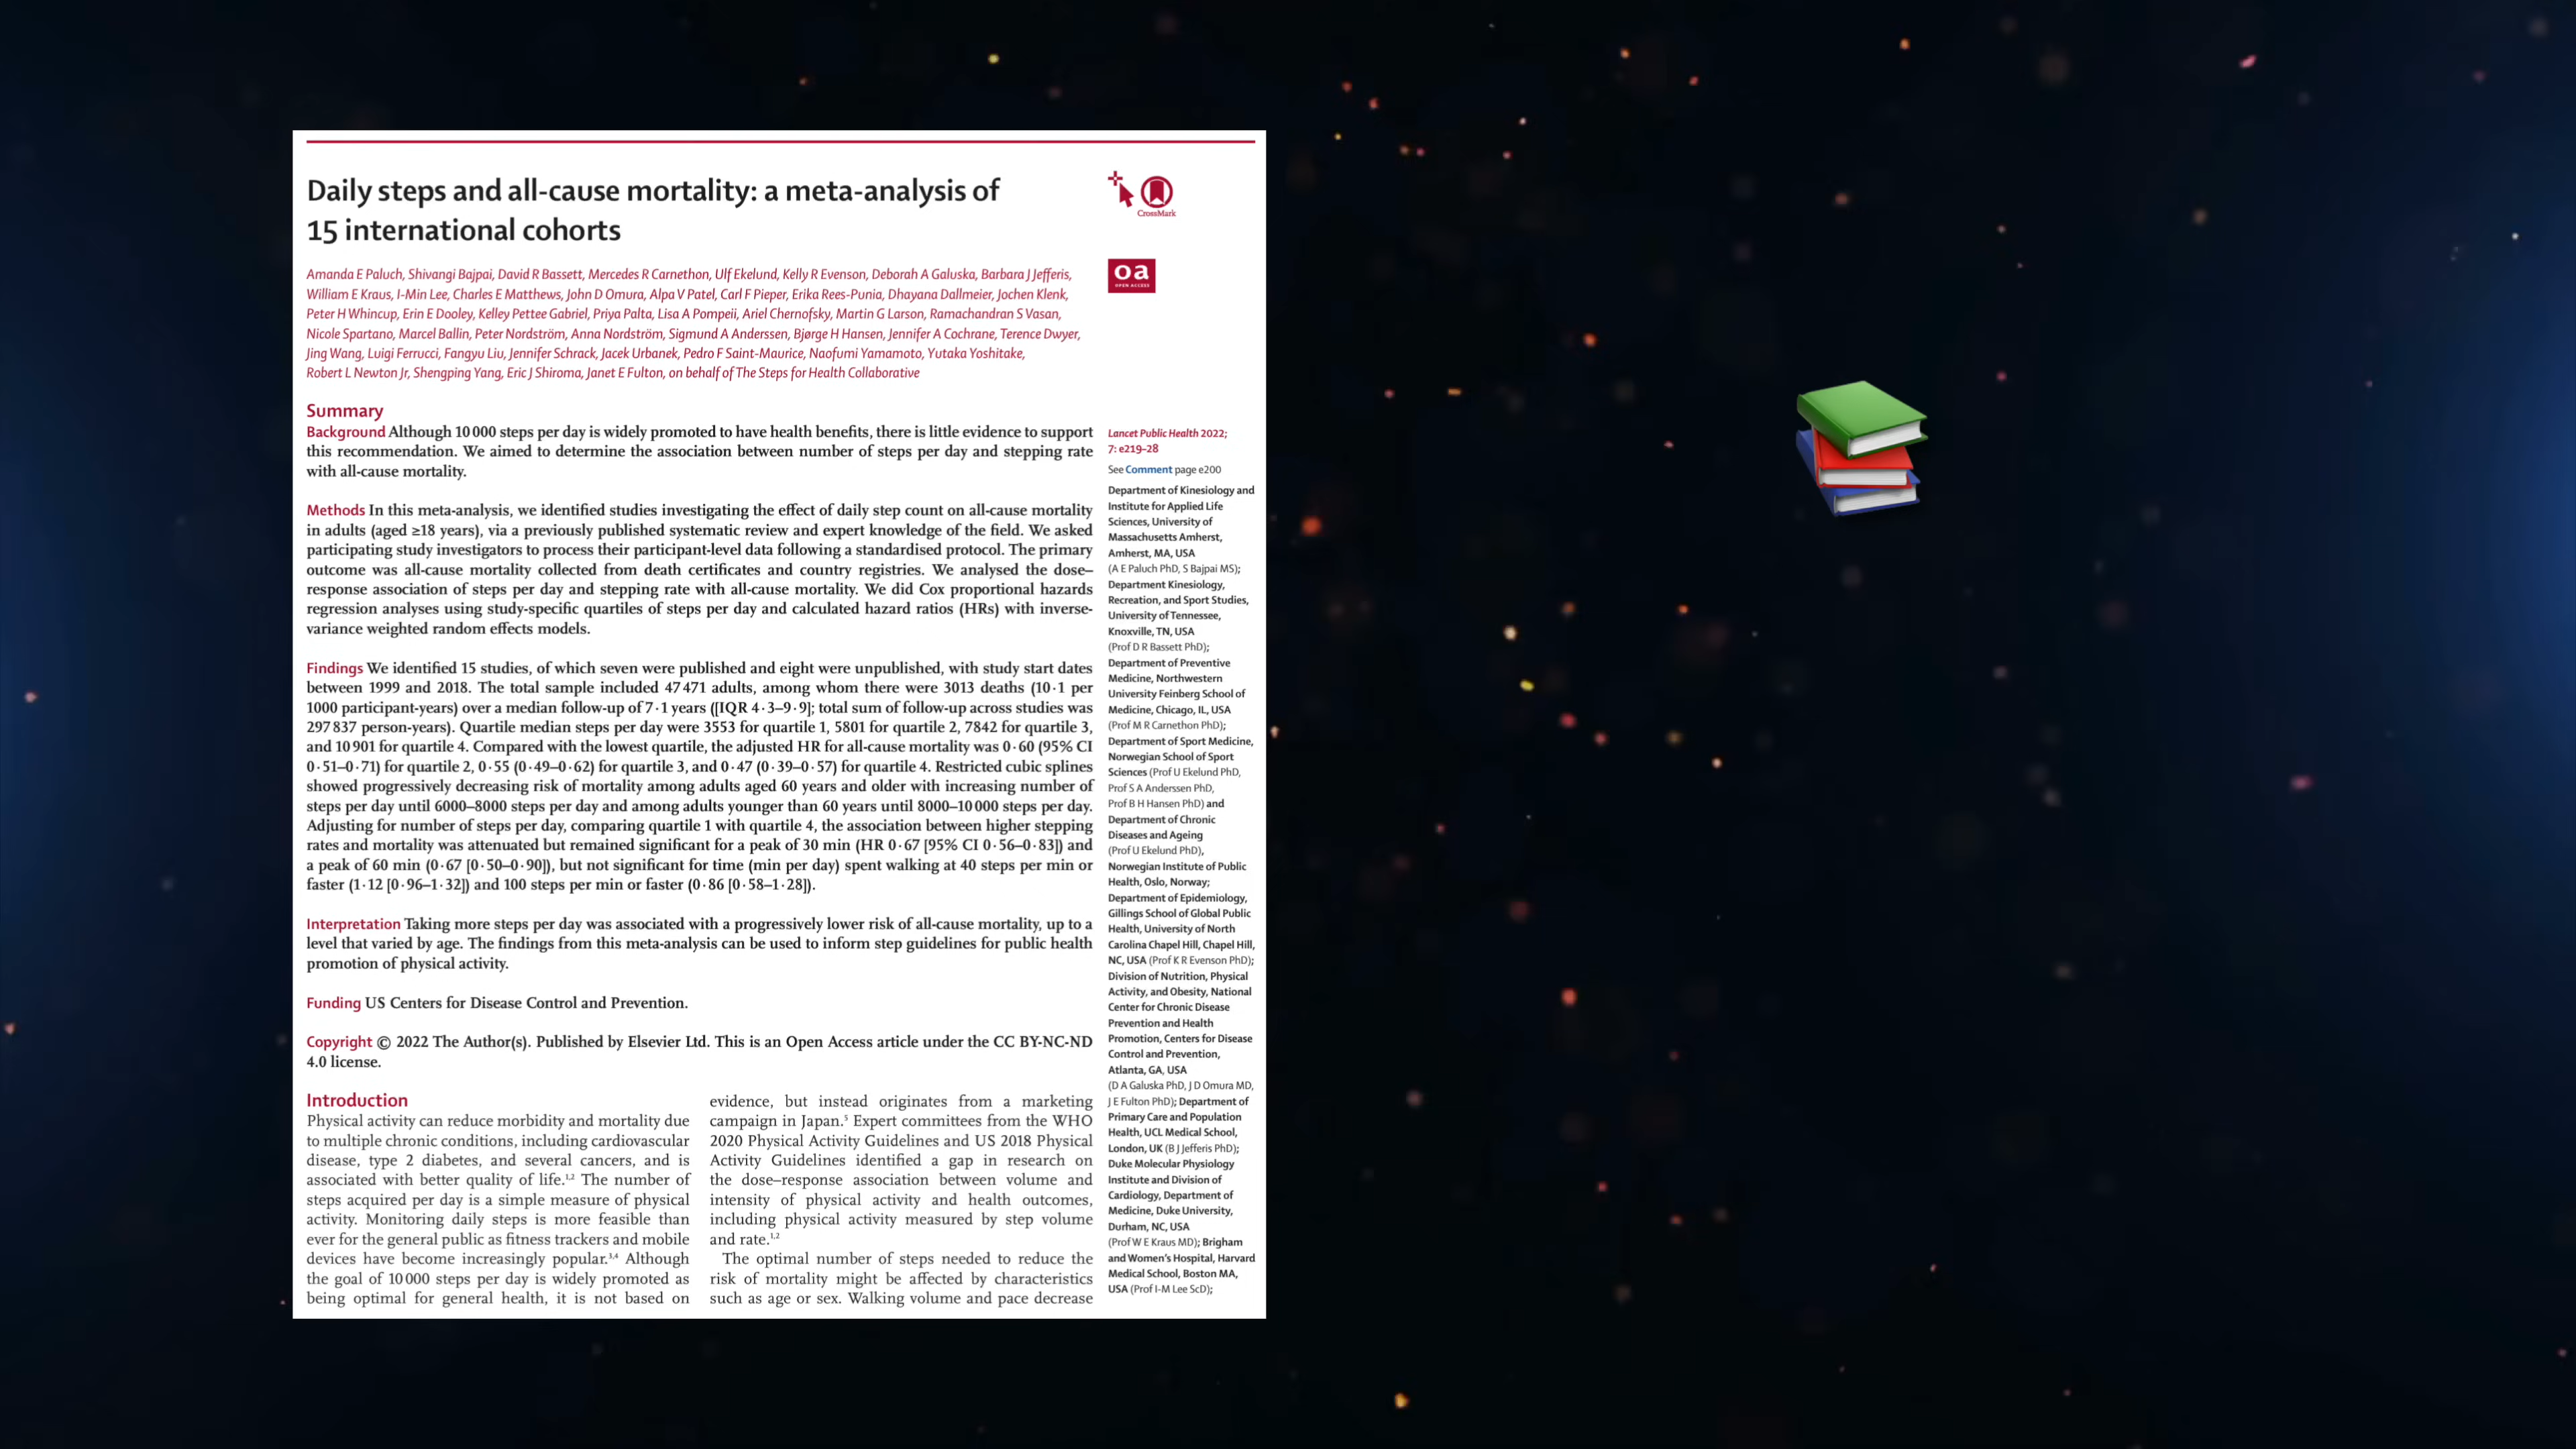 Daily steps and all-cause mortality: a meta-analysis of
15 international cohorts
CrossMark
oa
OPEN ACCESS
Amanda E Paluch, Shivangi Bajpai, David R Bassett, Mercedes R Carnethon, Ulf Ekelund, Kelly R Evenson, Deborah A Galuska, Barbara J Jefferis,
William E Kraus, I-Min Lee, Charles E Matthews, John D Omura, Alpa V Patel, Carl F Pieper, Erika Rees-Punia, Dhayana Dallmeier, Jochen Klenk,
Peter H Whincup, Erin E Dooley, Kelley Pettee Gabriel, Priya Palta, Lisa A Pompeii, Ariel Chernofsky, Martin G Larson, Ramachandran S Vasan,
Nicole Spartano, Marcel Ballin, Peter Nordström, Anna Nordström, Sigmund A Anderssen, Bjørge H Hansen, Jennifer A Cochrane, Terence Dwyer,
Jing Wang, Luigi Ferrucci, Fangyu Liu, Jennifer Schrack, Jacek Urbanek, Pedro F Saint-Maurice, Naofumi Yamamoto, Yutaka Yoshitake,
Robert L Newton Jr, Shengping Yang, Eric J Shiroma, Janet E Fulton, on behalf of The Steps for Health Collaborative
Summary
Background Although 10 000 steps per day is widely promoted to have health benefits, there is little evidence to support
this recommendation. We aimed to determine the association between number of steps per day and stepping rate
with all-cause mortality.
Methods In this meta-analysis, we identified studies investigating the effect of daily step count on all-cause mortality
in adults (aged ≥18 years), via a previously published systematic review and expert knowledge of the field. We asked
participating study investigators to process their participant-level data following a standardised protocol. The primary
outcome was all-cause mortality collected from death certificates and country registries. We analysed the dose–
response association of steps per day and stepping rate with all-cause mortality. We did Cox proportional hazards
regression analyses using study-specific quartiles of steps per day and calculated hazard ratios (HRs) with inverse-
variance weighted random effects models.
Findings We identified 15 studies, of which seven were published and eight were unpublished, with study start dates
between 1999 and 2018. The total sample included 47 471 adults, among whom there were 3013 deaths (10·1 per
1000 participant-years) over a median follow-up of 7·1 years ([IQR 4·3–9·9]; total sum of follow-up across studies was
297 837 person-years). Quartile median steps per day were 3553 for quartile 1, 5801 for quartile 2, 7842 for quartile 3,
and 10 901 for quartile 4. Compared with the lowest quartile, the adjusted HR for all-cause mortality was 0·60 (95% CI
0·51–0·71) for quartile 2, 0·55 (0·49–0·62) for quartile 3, and 0·47 (0·39–0·57) for quartile 4. Restricted cubic splines
showed progressively decreasing risk of mortality among adults aged 60 years and older with increasing number of
steps per day until 6000–8000 steps per day and among adults younger than 60 years until 8000–10 000 steps per day.
Adjusting for number of steps per day, comparing quartile 1 with quartile 4, the association between higher stepping
rates and mortality was attenuated but remained significant for a peak of 30 min (HR 0·67 [95% CI 0·56–0·83]) and
a peak of 60 min (0·67 [0·50–0·90]), but not significant for time (min per day) spent walking at 40 steps per min or
faster (1·12 [0·96–1·32]) and 100 steps per min or faster (0·86 [0·58–1·28]).
Interpretation Taking more steps per day was associated with a progressively lower risk of all-cause mortality, up to a
level that varied by age. The findings from this meta-analysis can be used to inform step guidelines for public health
promotion of physical activity.
Funding US Centers for Disease Control and Prevention.
Copyright © 2022 The Author(s). Published by Elsevier Ltd. This is an Open Access article under the CC BY-NC-ND
4.0 license.
Introduction
Physical activity can reduce morbidity and mortality due
to multiple chronic conditions, including cardiovascular
disease, type 2 diabetes, and several cancers, and is
associated with better quality of life.1,2 The number of
steps acquired per day is a simple measure of physical
activity. Monitoring daily steps is more feasible than
ever for the general public as fitness trackers and mobile
devices have become increasingly popular.3,4 Although
the goal of 10 000 steps per day is widely promoted as
being optimal for general health, it is not based on
evidence, but instead originates from a marketing
campaign in Japan.5 Expert committees from the WHO
2020 Physical Activity Guidelines and US 2018 Physical
Activity Guidelines identified a gap in research on
the dose–response association between volume and
intensity of physical activity and health outcomes,
including physical activity measured by step volume
and rate.1,2
The optimal number of steps needed to reduce the
risk of mortality might be affected by characteristics
such as age or sex. Walking volume and pace decrease
Lancet Public Health 2022;
7: e219–28
See Comment page e200
Department of Kinesiology and
Institute for Applied Life
Sciences, University of
Massachusetts Amherst,
Amherst, MA, USA
(A E Paluch PhD, S Bajpai MS);
Department Kinesiology,
Recreation, and Sport Studies,
University of Tennessee,
Knoxville, TN, USA
(Prof D R Bassett PhD);
Department of Preventive
Medicine, Northwestern
University Feinberg School of
Medicine, Chicago, IL, USA
(Prof M R Carnethon PhD);
Department of Sport Medicine,
Norwegian School of Sport
Sciences (Prof U Ekelund PhD,
Prof S A Anderssen PhD,
Prof B H Hansen PhD) and
Department of Chronic
Diseases and Ageing
(Prof U Ekelund PhD),
Norwegian Institute of Public
Health, Oslo, Norway;
Department of Epidemiology,
Gillings School of Global Public
Health, University of North
Carolina Chapel Hill, Chapel Hill,
NC, USA (Prof K R Evenson PhD);
Division of Nutrition, Physical
Activity, and Obesity, National
Center for Chronic Disease
Prevention and Health
Promotion, Centers for Disease
Control and Prevention,
Atlanta, GA, USA
(D A Galuska PhD, J D Omura MD,
J E Fulton PhD); Department of
Primary Care and Population
Health, UCL Medical School,
London, UK (B J Jefferis PhD);
Duke Molecular Physiology
Institute and Division of
Cardiology, Department of
Medicine, Duke University,
Durham, NC, USA
(Prof W E Kraus MD); Brigham
and Women's Hospital, Harvard
Medical School, Boston MA,
USA (Prof I-M Lee ScD);